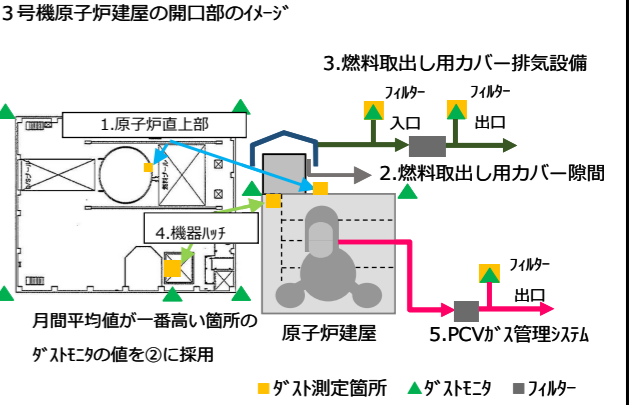 3号機原子炉建屋の開口部のイメージ
3.燃料取出し用カバー排気設備
フィルター
入口
フィルター
出口
1.原子炉直上部
2.燃料取出し用カバー隙間
4.機器ハッチ
フィルター
出口
月間平均値が一番高い箇所の
ダストモニタの値を②に採用
原子炉建屋
5.PCVガス管理システム
ダスト測定箇所 ダストモニタ フィルター